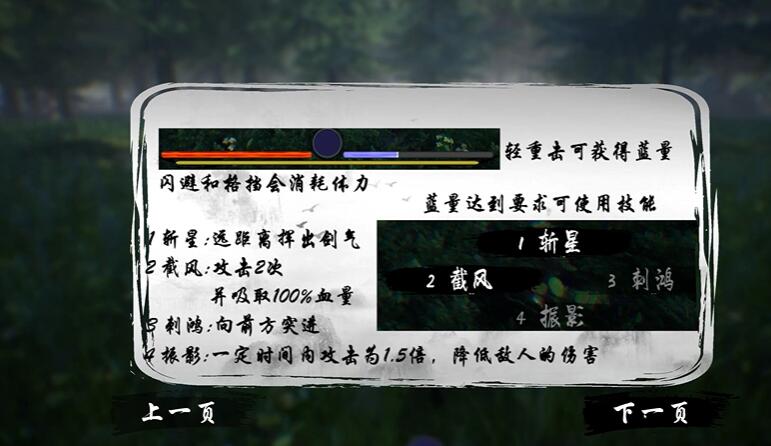 轻重击可获得蓝量
闪避和格挡会消耗体力
蓝量达到要求可使用技能
1 斩星:远距离挥出剑气
2 截风:攻击2次
并吸取100%血量
3 刺鸿:向前方突进
4 振影:一定时间内攻击为1.5倍，降低敌人的伤害
1 斩星
2 截风
3 刺鸿
4 振影
上一页
下一页